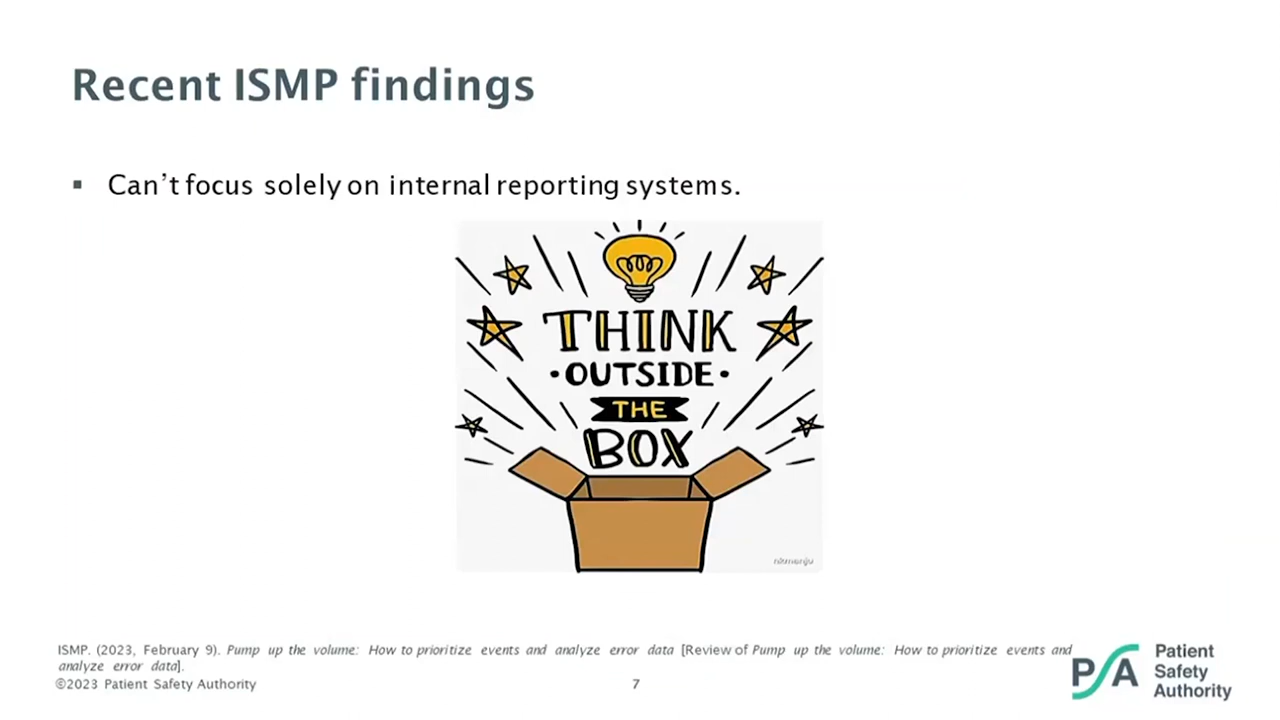 Recent ISMP findings
▪ Can't focus solely on internal reporting systems.
THINK
•OUTSIDE•
THE
BOX
ISMP. (2023, February 9). Pump up the volume: How to prioritize events and analyze error data [Review of Pump up the volume: How to prioritize events and
analyze error data].
©2023 Patient Safety Authority
7
PSA
Patient
Safety
Authority